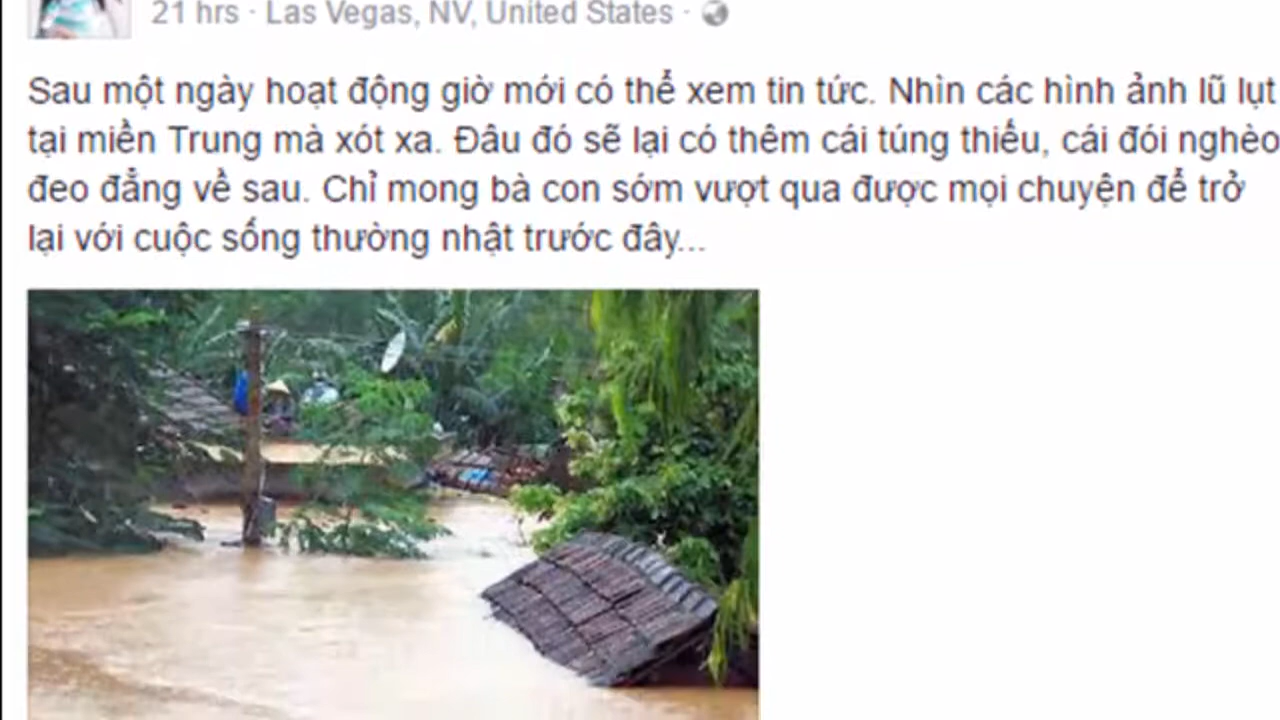 21 hrs · Las Vegas, NV, United States ·
Sau một ngày hoạt động giờ mới có thể xem tin tức. Nhìn các hình ảnh lũ lụt
tại miền Trung mà xót xa. Đâu đó sẽ lại có thêm cái túng thiếu, cái đói nghèo
đeo đẳng về sau. Chỉ mong bà con sớm vượt qua được mọi chuyện để trở
lại với cuộc sống thường nhật trước đây...